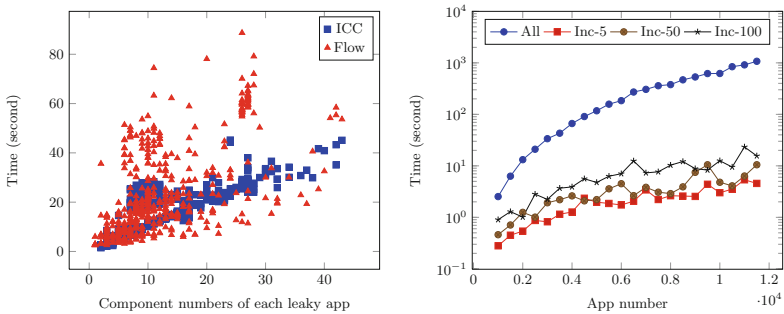 ICC
Flow
80
60
40
20
0
0 10 20 30 40
Time (second)
Component numbers of each leaky app
All Inc-5 Inc-50 Inc-100
10^4
10^3
10^2
10^1
10^0
10^−1
0 0.2 0.4 0.6 0.8 1 1.2
·10^4
Time (second)
App number